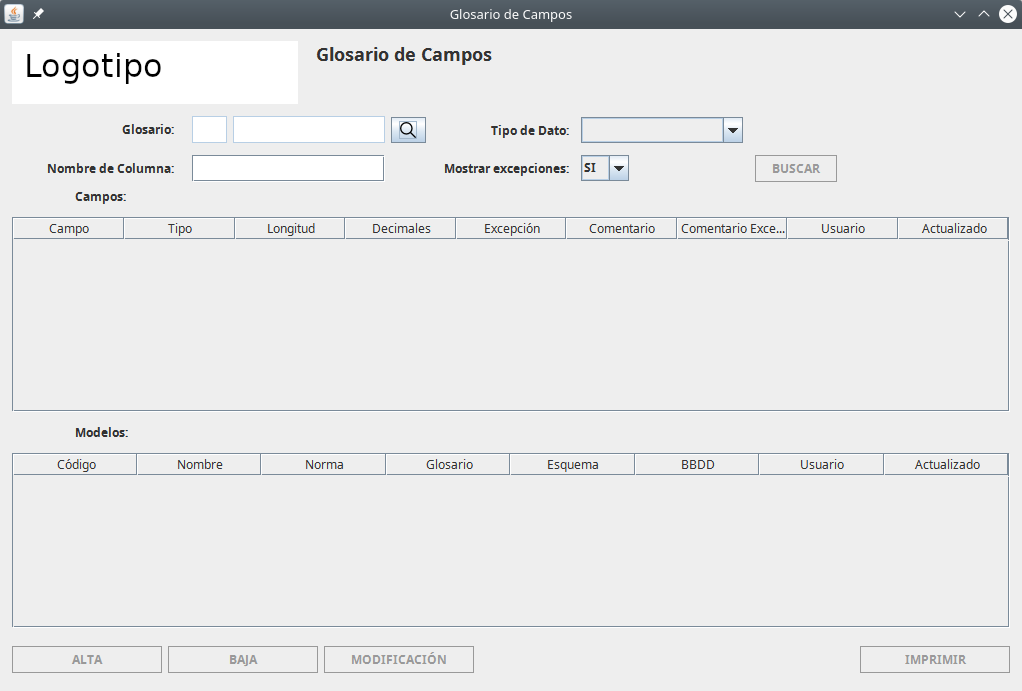 Glosario de Campos
Logotipo
Glosario de Campos
Glosario:
Tipo de Dato:
Nombre de Columna:
Mostrar excepciones:
SI
BUSCAR
Campos:
Campo Tipo Longitud Decimales Excepción Comentario Comentario Exce... Usuario Actualizado
Modelos:
Código Nombre Norma Glosario Esquema BBDD Usuario Actualizado
ALTA BAJA MODIFICACIÓN IMPRIMIR